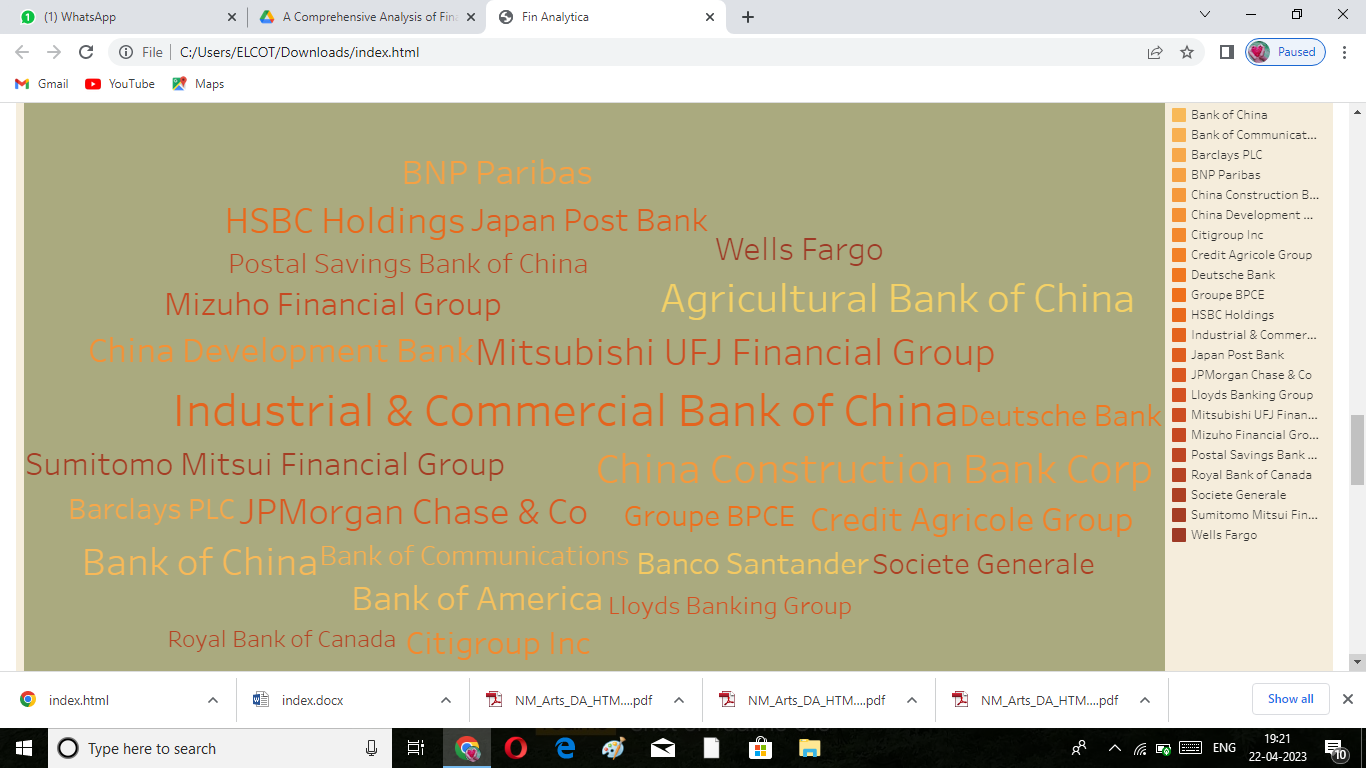 (1) WhatsApp
A Comprehensive Analysis of Fina
Fin Analytica
File
C:/Users/ELCOT/Downloads/index.html
Paused
Gmail
YouTube
Maps
BNP Paribas
HSBC Holdings
Japan Post Bank
Wells Fargo
Postal Savings Bank of China
Mizuho Financial Group
Agricultural Bank of China
China Development Bank
Mitsubishi UFJ Financial Group
Industrial & Commercial Bank of China
Deutsche Bank
Sumitomo Mitsui Financial Group
China Construction Bank Corp
Barclays PLC
JPMorgan Chase & Co
Groupe BPCE
Credit Agricole Group
Bank of China
Bank of Communications
Banco Santander
Societe Generale
Bank of America
Lloyds Banking Group
Royal Bank of Canada
Citigroup Inc
Bank of China
Bank of Communicat...
Barclays PLC
BNP Paribas
China Construction B...
China Development ...
Citigroup Inc
Credit Agricole Group
Deutsche Bank
Groupe BPCE
HSBC Holdings
Industrial & Commer...
Japan Post Bank
JPMorgan Chase & Co
Lloyds Banking Group
Mitsubishi UFJ Finan...
Mizuho Financial Gro...
Postal Savings Bank ...
Royal Bank of Canada
Societe Generale
Sumitomo Mitsui Fin...
Wells Fargo
index.html
index.docx
NM_Arts_DA_HTM....pdf
NM_Arts_DA_HTM....pdf
NM_Arts_DA_HTM....pdf
Show all
Type here to search
ENG
19:21
22-04-2023
10